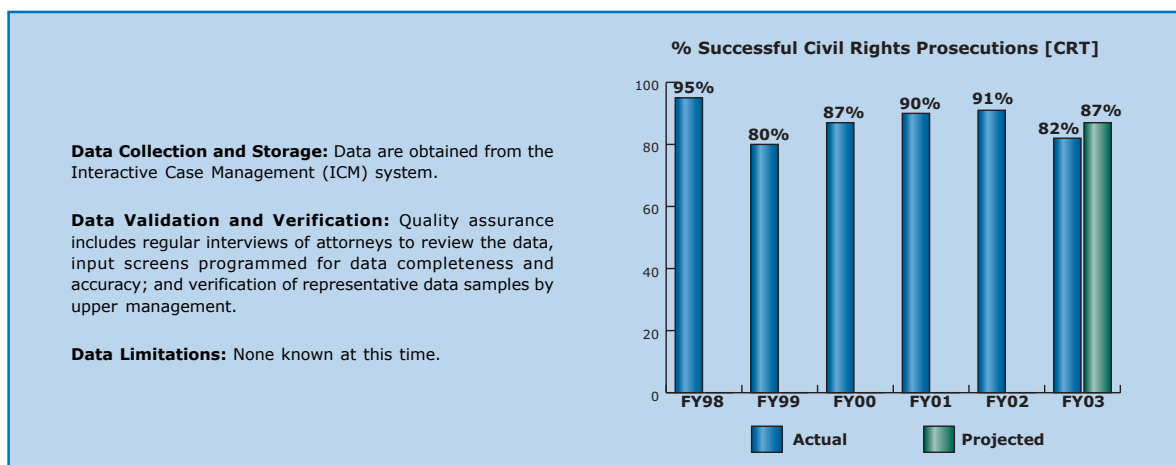 Data Collection and Storage: Data are obtained from the
Interactive Case Management (ICM) system.
Data Validation and Verification: Quality assurance
includes regular interviews of attorneys to review the data,
input screens programmed for data completeness and
accuracy; and verification of representative data samples by
upper management.
Data Limitations: None known at this time.
% Successful Civil Rights Prosecutions [CRT]
100
80
60
40
20
0
95%
80%
87%
90%
91%
82%
87%
FY98
FY99
FY00
FY01
FY02
FY03
Actual
Projected